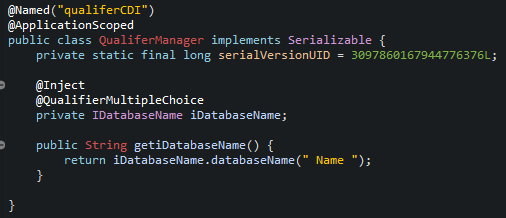 @Named("qualiferCDI")
@ApplicationScoped
public class QualiferManager implements Serializable {
private static final long serialVersionUID = 3097860167944776376L;
@Inject
@QualifierMultipleChoice
private IDatabaseName iDatabaseName;
public String getiDatabaseName() {
return iDatabaseName.databaseName(" Name ");
}
}